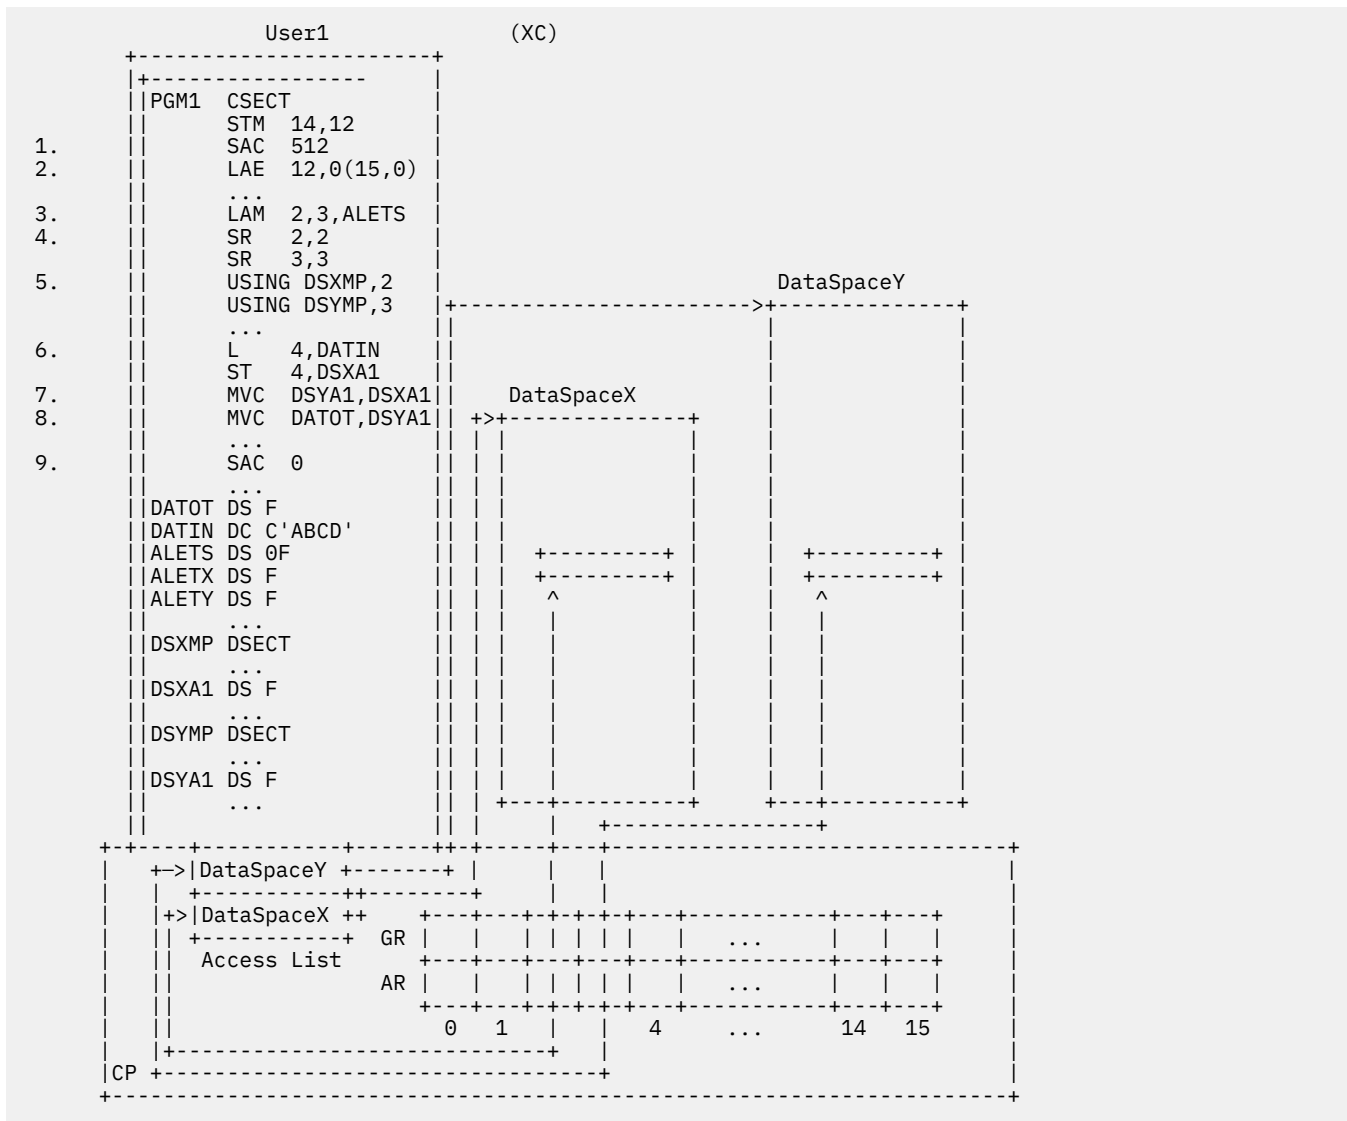 User1 (XC)
PGM1 CSECT
STM 14,12
1. SAC 512
2. LAE 12,0(15,0)
...
3. LAM 2,3,ALETS
4. SR 2,2
SR 3,3
5. USING DSXMP,2 DataSpaceY
USING DSYMP,3
...
6. L 4,DATIN
ST 4,DSXA1
7. MVC DSYA1,DSXA1 DataSpaceX
8. MVC DATOT,DSYA1
...
9. SAC 0
...
DATOT DS F
DATIN DC C'ABCD'
ALETS DS 0F
ALETX DS F
ALETY DS F
...
DSXMP DSECT
...
DSXA1 DS F
...
DSYMP DSECT
...
DSYA1 DS F
...
DataSpaceY
DataSpaceX
GR ...
Access List
AR ...
0 1 4 ... 14 15
CP